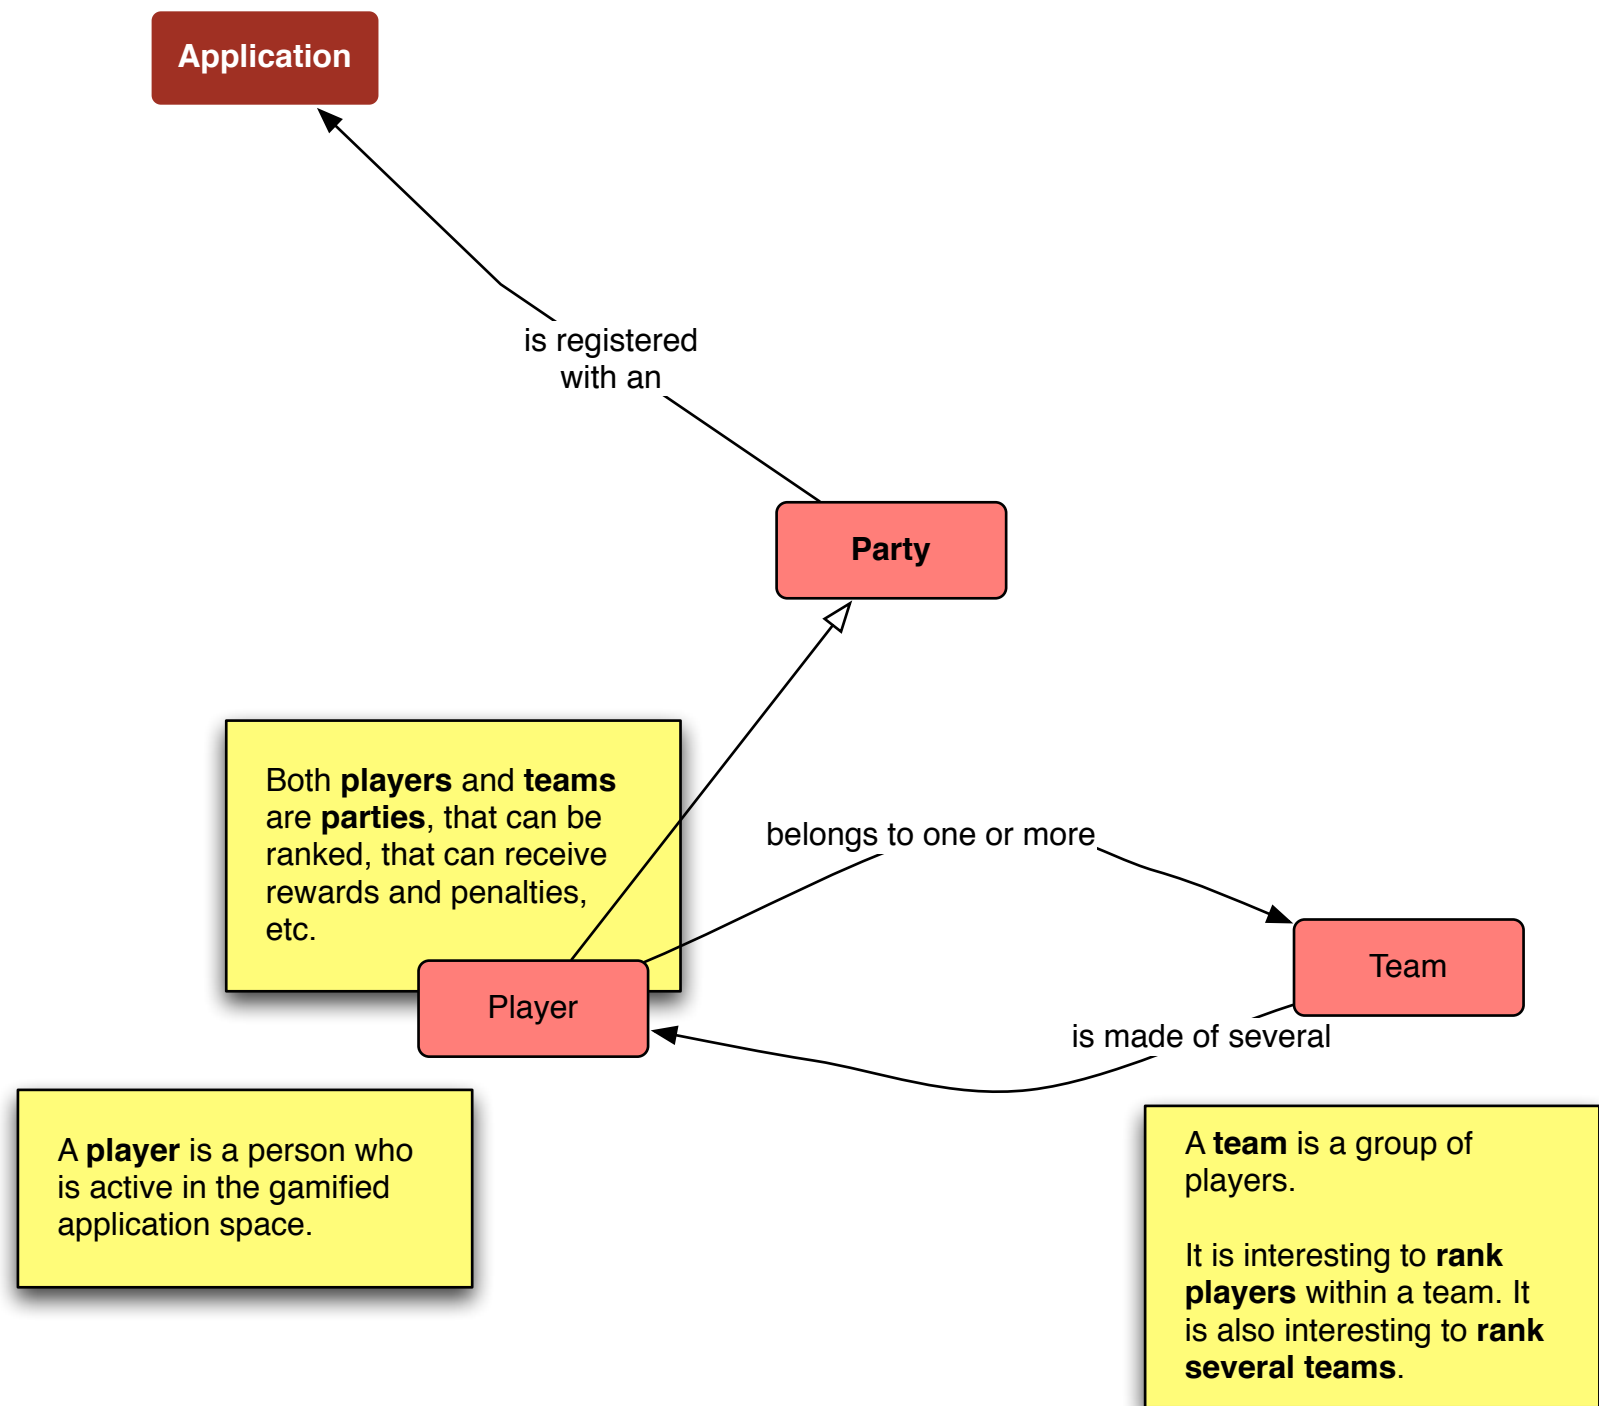 Application
is registered
with an
Party
Both players and teams
are parties, that can be
ranked, that can receive
rewards and penalties,
etc.
belongs to one or more
Team
Player
is made of several
A player is a person who
is active in the gamified
application space.
A team is a group of
players.
It is interesting to rank
players within a team. It
is also interesting to rank
several teams.